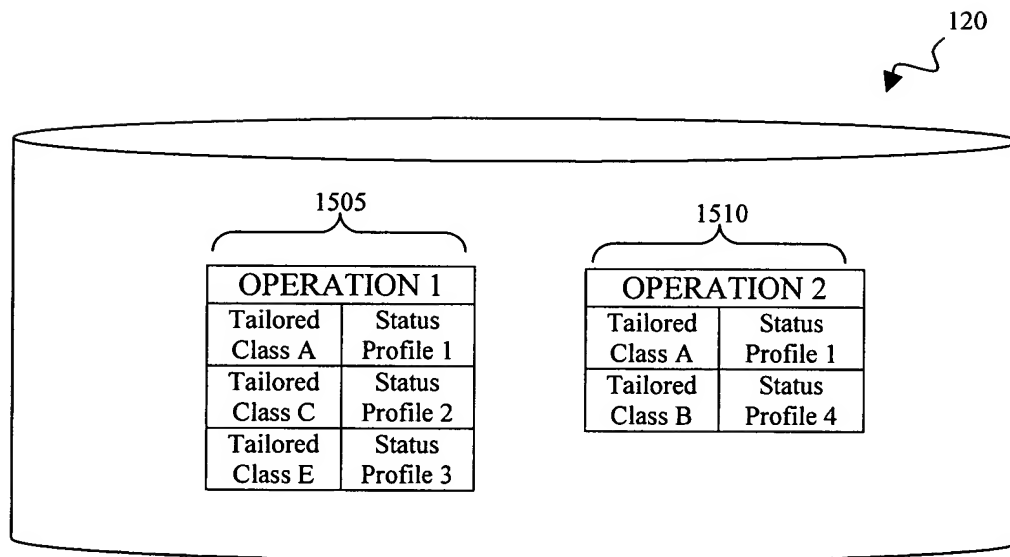 120
1505
1510
OPERATION 1
Tailored Class A
Status Profile 1
Tailored Class C
Status Profile 2
Tailored Class E
Status Profile 3
OPERATION 2
Tailored Class A
Status Profile 1
Tailored Class B
Status Profile 4